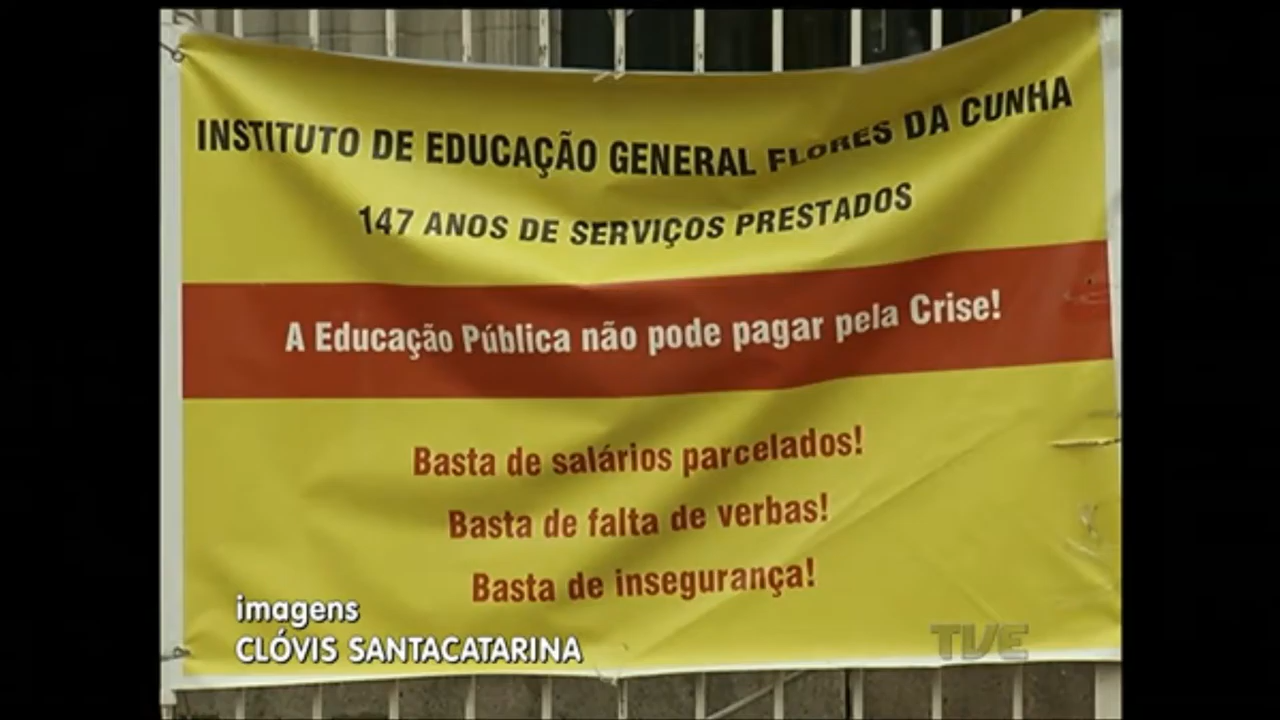 INSTITUTO DE EDUCAÇÃO GENERAL FLORES DA CUNHA
147 ANOS DE SERVIÇOS PRESTADOS
A Educação Pública não pode pagar pela Crise!
Basta de salários parcelados!
Basta de falta de verbas!
Basta de insegurança!
imagens
CLÓVIS SANTACATARINA
TVE